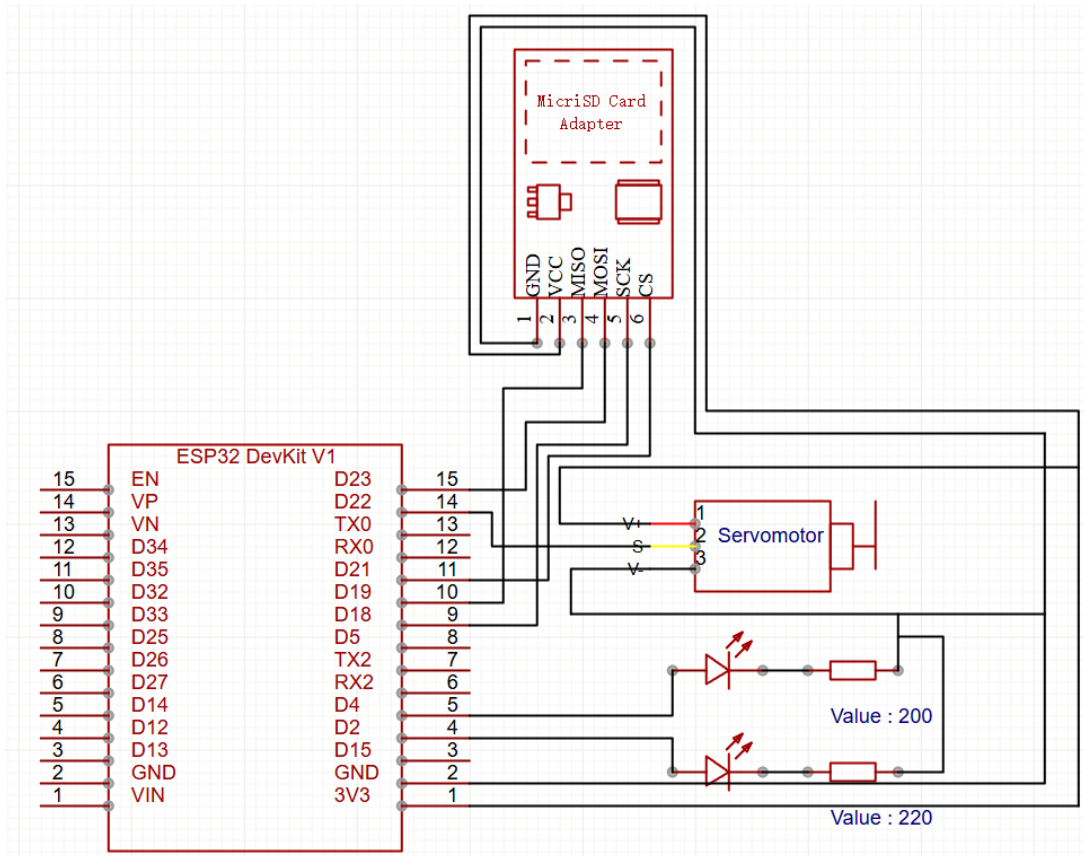 MicriSD Card
Adapter
GND
VCC
MISO
MOSI
SCK
CS
1
2
3
4
5
6
ESP32 DevKit V1
15 EN D23 15
14 VP D22 14
13 VN TX0 13
12 D34 RX0 12
11 D35 D21 11
10 D32 D19 10
9 D33 D18 9
8 D25 D5 8
7 D26 TX2 7
6 D27 RX2 6
5 D14 D4 5
4 D12 D2 4
3 D13 D15 3
2 GND GND 2
1 VIN 3V3 1
V+ 1
S 2
V- 3
Servomotor
Value : 200
Value : 220